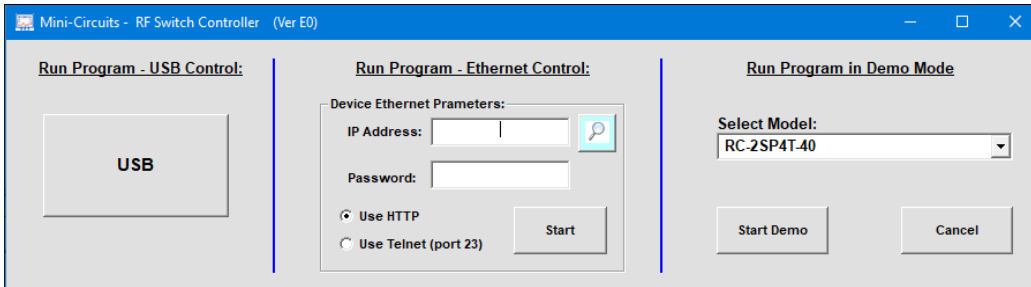 Mini-Circuits - RF Switch Controller (Ver E0)
Run Program - USB Control:
USB
Run Program - Ethernet Control:
Device Ethernet Prameters:
IP Address:
Password:
Use HTTP
Use Telnet (port 23)
Start
Run Program in Demo Mode
Select Model:
RC-2SP4T-40
Start Demo
Cancel